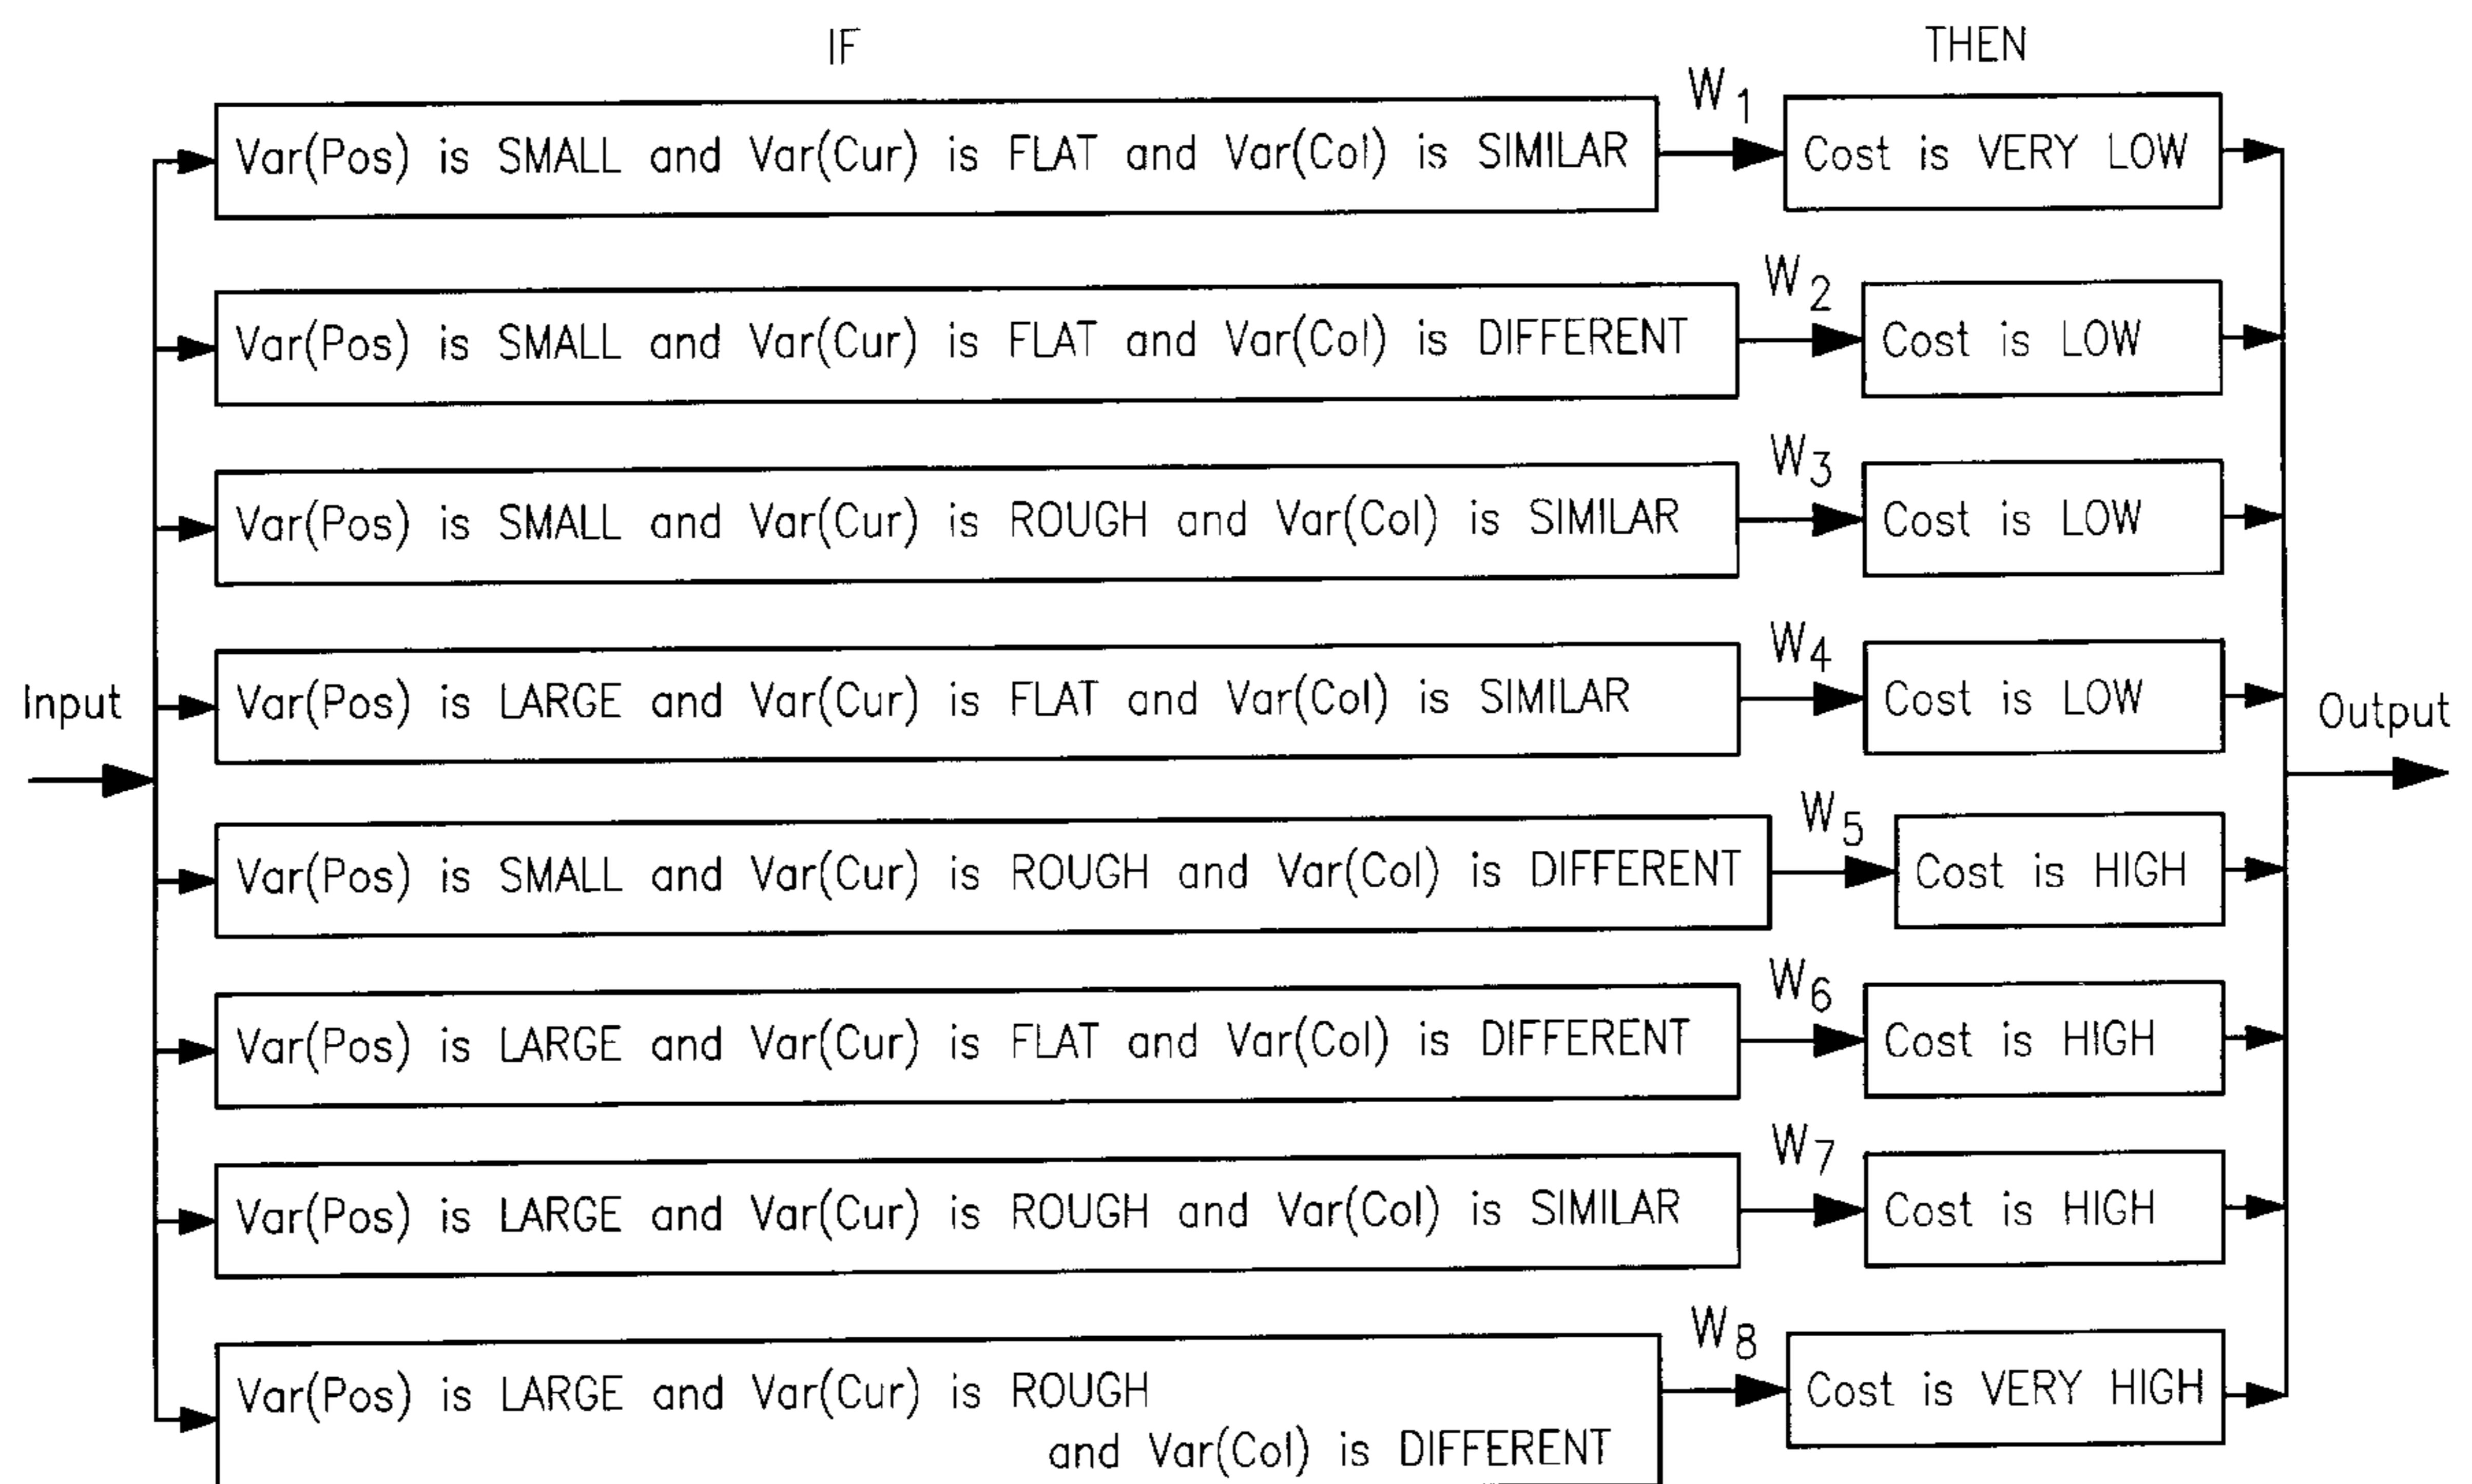 IF THEN
Var(Pos) is SMALL and Var(Cur) is FLAT and Var(Col) is SIMILAR W1 Cost is VERY LOW
Var(Pos) is SMALL and Var(Cur) is FLAT and Var(Col) is DIFFERENT W2 Cost is LOW
Var(Pos) is SMALL and Var(Cur) is ROUGH and Var(Col) is SIMILAR W3 Cost is LOW
Var(Pos) is LARGE and Var(Cur) is FLAT and Var(Col) is SIMILAR W4 Cost is LOW
Input
Output
Var(Pos) is SMALL and Var(Cur) is ROUGH and Var(Col) is DIFFERENT W5 Cost is HIGH
Var(Pos) is LARGE and Var(Cur) is FLAT and Var(Col) is DIFFERENT W6 Cost is HIGH
Var(Pos) is LARGE and Var(Cur) is ROUGH and Var(Col) is SIMILAR W7 Cost is HIGH
Var(Pos) is LARGE and Var(Cur) is ROUGH W8 Cost is VERY HIGH
and Var(Col) is DIFFERENT